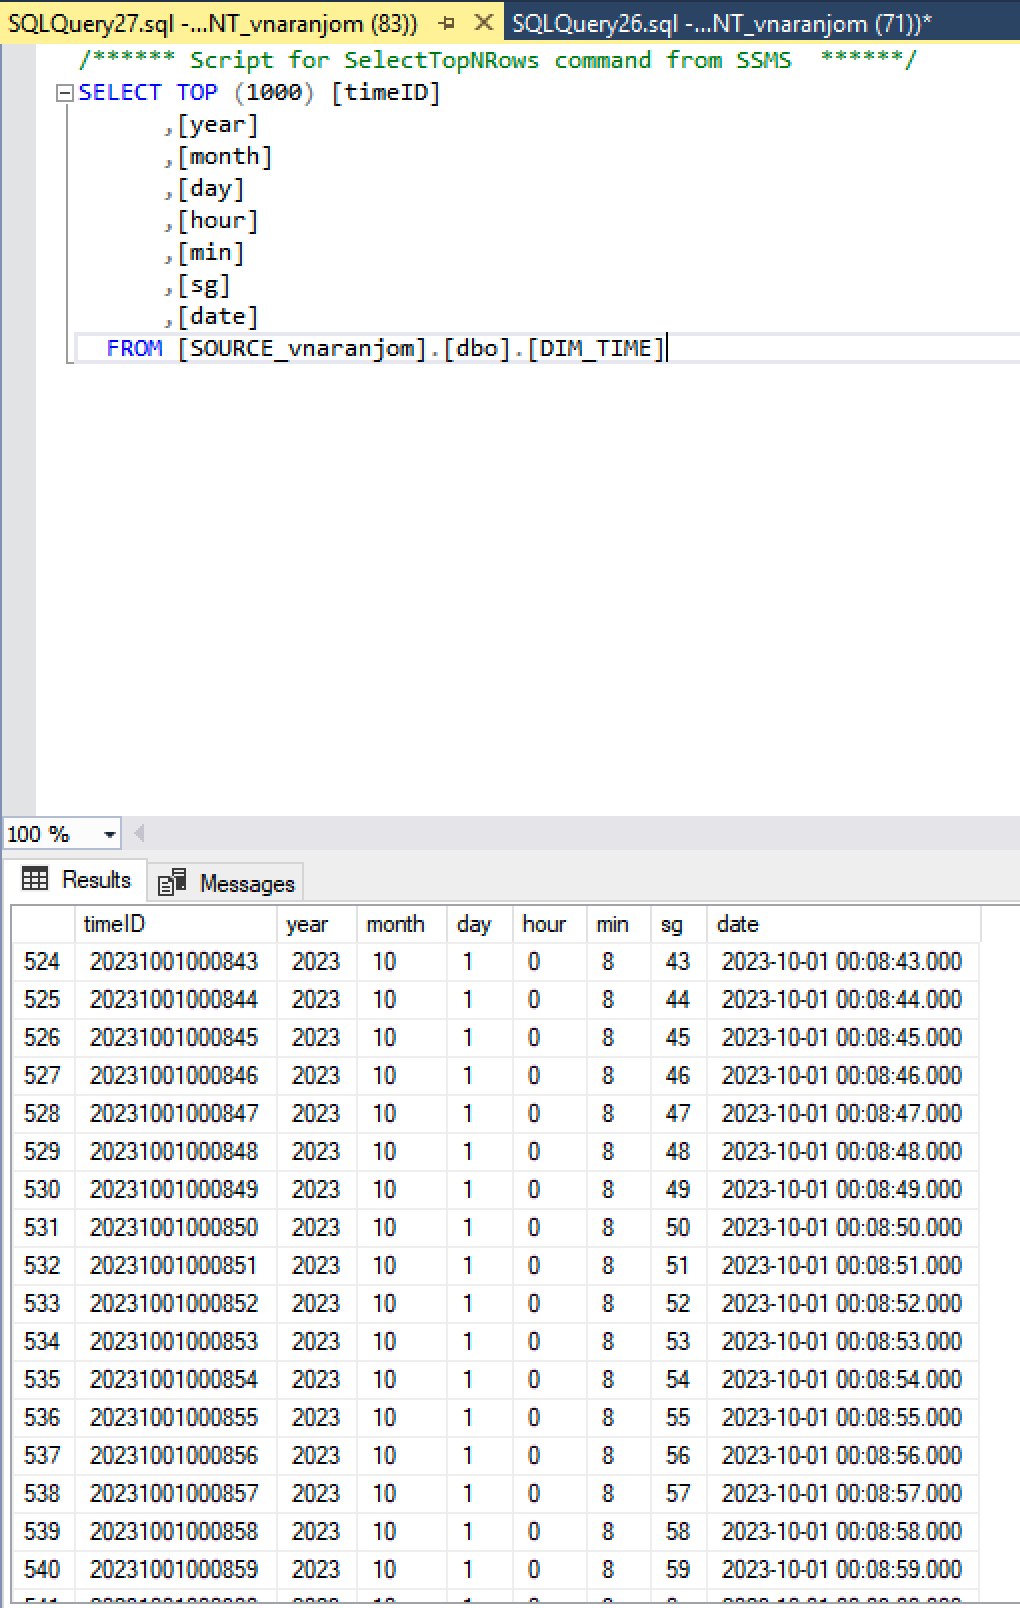 SQLQuery27.sql -...NT_vnaranjom (83)) SQLQuery26.sql -...NT_vnaranjom (71))*
/****** Script for SelectTopNRows command from SSMS ******/
SELECT TOP (1000) [timeID]
,[year]
,[month]
,[day]
,[hour]
,[min]
,[sg]
,[date]
FROM [SOURCE_vnaranjom].[dbo].[DIM_TIME]
100 %
Results Messages
timeID year month day hour min sg date
524 20231001000843 2023 10 1 0 8 43 2023-10-01 00:08:43.000
525 20231001000844 2023 10 1 0 8 44 2023-10-01 00:08:44.000
526 20231001000845 2023 10 1 0 8 45 2023-10-01 00:08:45.000
527 20231001000846 2023 10 1 0 8 46 2023-10-01 00:08:46.000
528 20231001000847 2023 10 1 0 8 47 2023-10-01 00:08:47.000
529 20231001000848 2023 10 1 0 8 48 2023-10-01 00:08:48.000
530 20231001000849 2023 10 1 0 8 49 2023-10-01 00:08:49.000
531 20231001000850 2023 10 1 0 8 50 2023-10-01 00:08:50.000
532 20231001000851 2023 10 1 0 8 51 2023-10-01 00:08:51.000
533 20231001000852 2023 10 1 0 8 52 2023-10-01 00:08:52.000
534 20231001000853 2023 10 1 0 8 53 2023-10-01 00:08:53.000
535 20231001000854 2023 10 1 0 8 54 2023-10-01 00:08:54.000
536 20231001000855 2023 10 1 0 8 55 2023-10-01 00:08:55.000
537 20231001000856 2023 10 1 0 8 56 2023-10-01 00:08:56.000
538 20231001000857 2023 10 1 0 8 57 2023-10-01 00:08:57.000
539 20231001000858 2023 10 1 0 8 58 2023-10-01 00:08:58.000
540 20231001000859 2023 10 1 0 8 59 2023-10-01 00:08:59.000